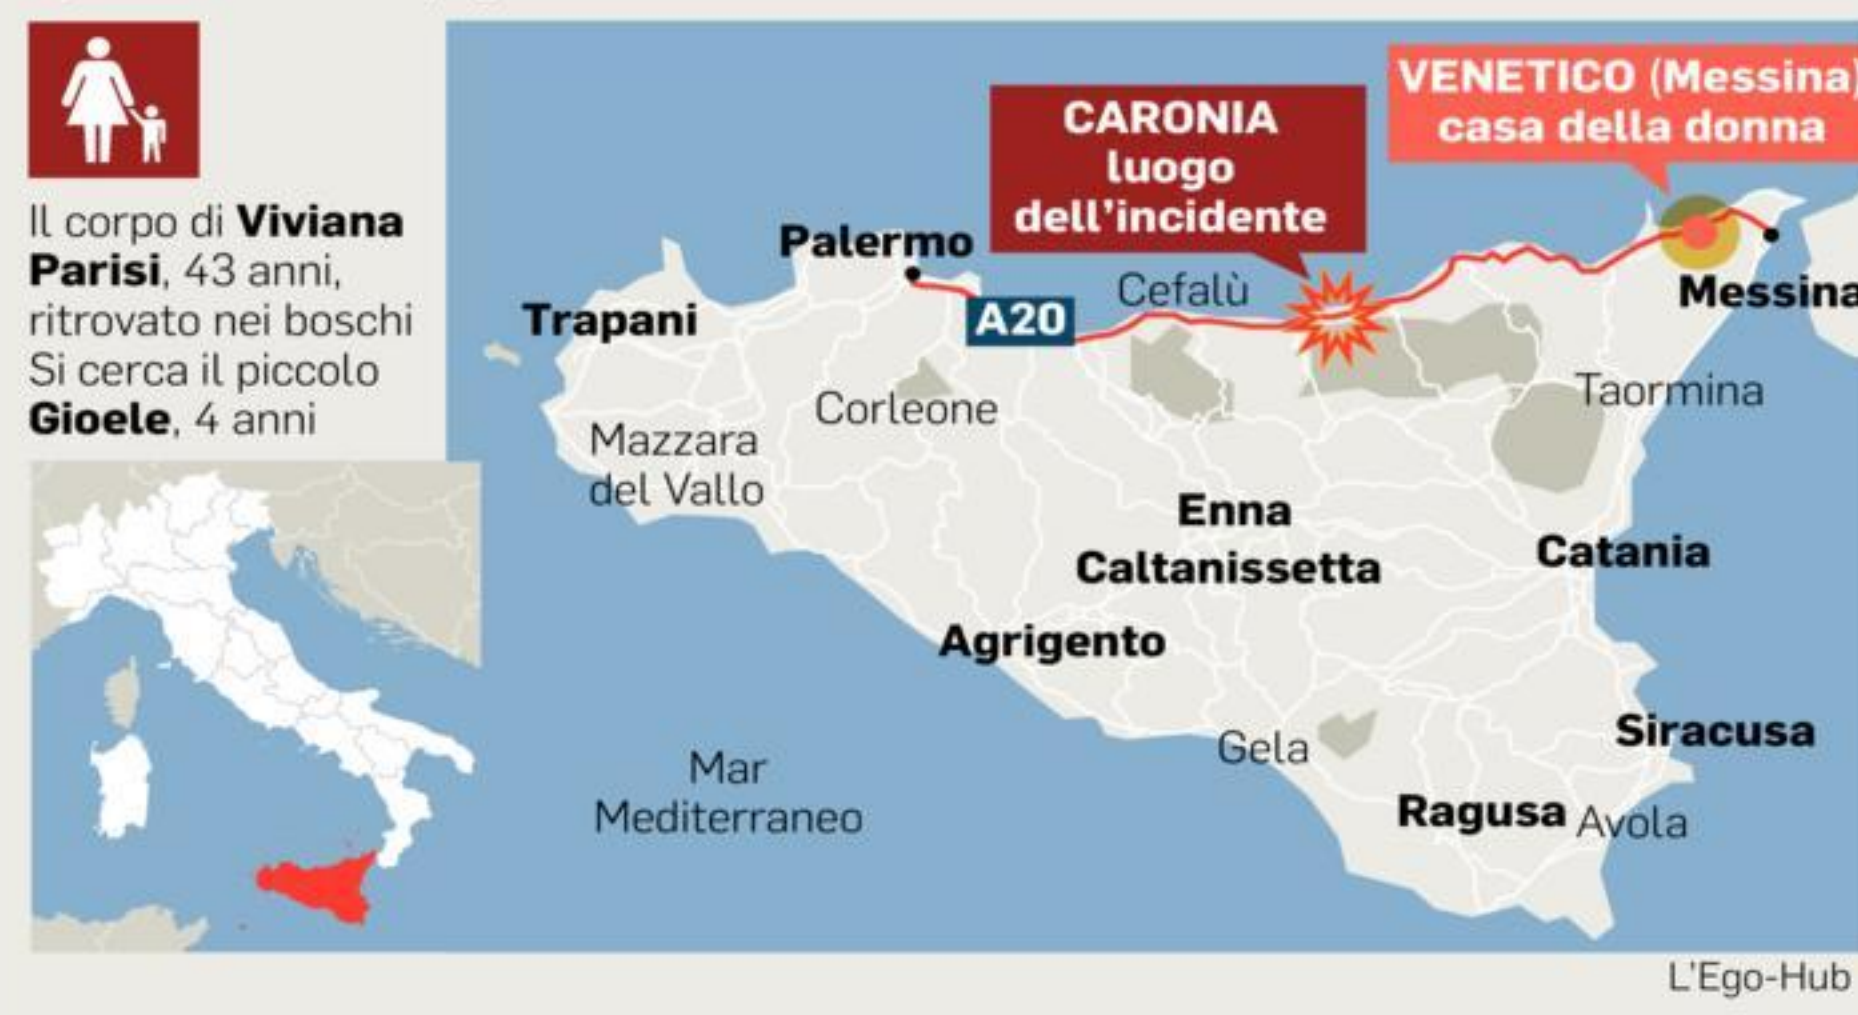 Il corpo di Viviana
Parisi, 43 anni,
ritrovato nei boschi
Si cerca il piccolo
Gioele, 4 anni
VENETICO (Messina)
casa della donna
CARONIA
luogo
dell'incidente
Palermo
Cefalù
Messina
Trapani
A20
Taormina
Corleone
Mazzara
del Vallo
Enna
Caltanissetta
Catania
Agrigento
Siracusa
Gela
Mar
Mediterraneo
Ragusa
Avola
L'Ego-Hub